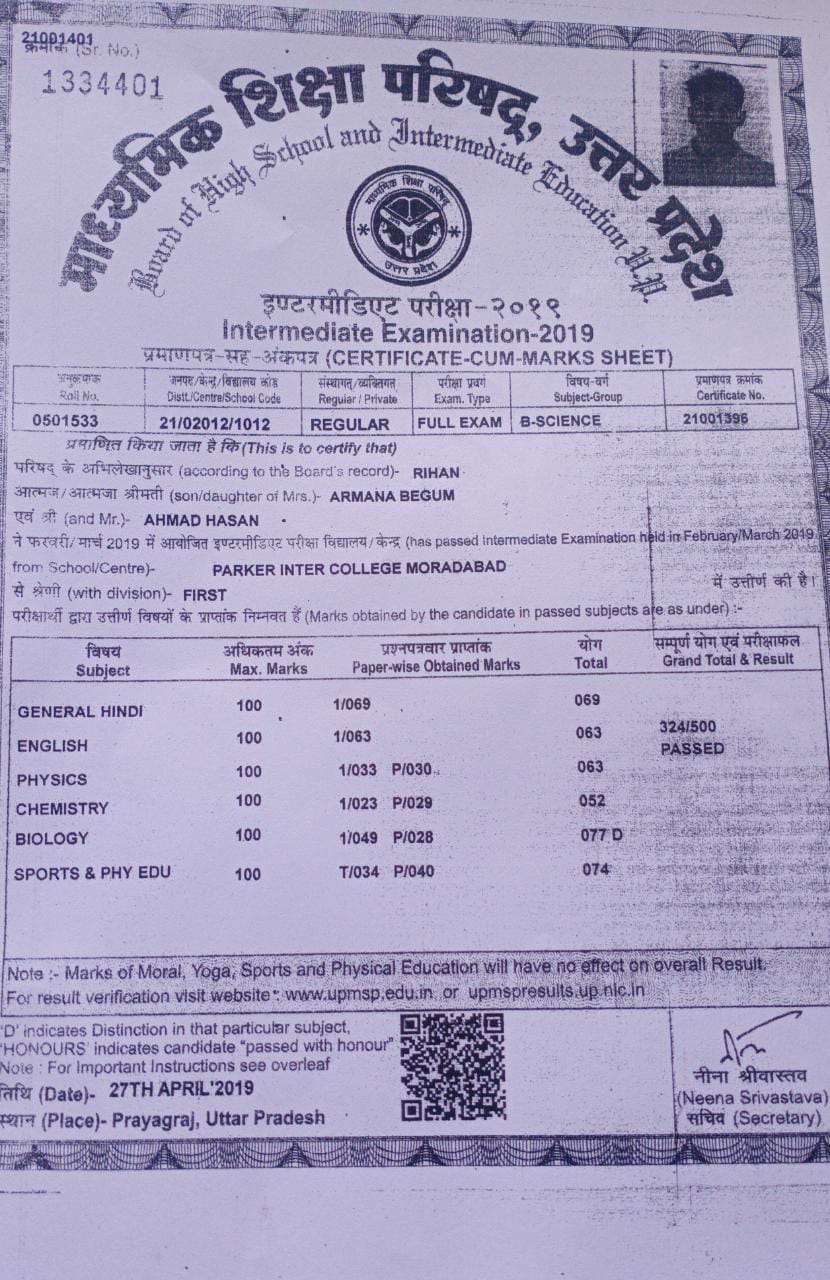 21001401
क्रमांक (Sr. No.)
1334401
माध्यमिक शिक्षा परिषद्, उत्तर प्रदेश
Board of High School and Intermediate Education U.P.
माध्यमिक शिक्षा परिषद्
उत्तर प्रदेश
इण्टरमीडिएट परीक्षा-२०१९
Intermediate Examination-2019
प्रमाणपत्र-सह-अंकपत्र (CERTIFICATE-CUM-MARKS SHEET)
अनुक्रमांक जनपद/केन्द्र/विद्यालय कोड संस्थागत/व्यक्तिगत परीक्षा प्रवर्ग विषय-वर्ग प्रमाणपत्र क्रमांक
Roll No. Distt./Centre/School Code Regular / Private Exam. Type Subject-Group Certificate No.
0501533 21/02012/1012 REGULAR FULL EXAM B-SCIENCE 21001396
प्रमाणित किया जाता है कि (This is to certify that)
परिषद् के अभिलेखानुसार (according to the Board's record)- RIHAN
आत्मज/आत्मजा श्रीमती (son/daughter of Mrs.)- ARMANA BEGUM
एवं श्री (and Mr.)- AHMAD HASAN
ने फरवरी/मार्च 2019 में आयोजित इण्टरमीडिएट परीक्षा विद्यालय/केन्द्र (has passed Intermediate Examination held in February/March 2019
from School/Centre)- PARKER INTER COLLEGE MORADABAD
से श्रेणी (with division)- FIRST में उत्तीर्ण की है।
परीक्षार्थी द्वारा उत्तीर्ण विषयों के प्राप्तांक निम्नवत हैं (Marks obtained by the candidate in passed subjects are as under) :-
विषय अधिकतम अंक प्रश्नपत्रवार प्राप्तांक योग सम्पूर्ण योग एवं परीक्षाफल
Subject Max. Marks Paper-wise Obtained Marks Total Grand Total & Result
GENERAL HINDI 100 1/069 069
ENGLISH 100 1/063 063 324/500
PASSED
PHYSICS 100 1/033 P/030 063
CHEMISTRY 100 1/023 P/029 052
BIOLOGY 100 1/049 P/028 077 D
SPORTS & PHY EDU 100 T/034 P/040 074
Note :- Marks of Moral, Yoga, Sports and Physical Education will have no effect on overall Result.
For result verification visit website : www.upmsp.edu.in or upmspresults.up.nic.in
'D' indicates Distinction in that particular subject,
'HONOURS' indicates candidate "passed with honour"
Note : For Important Instructions see overleaf
तिथि (Date)- 27TH APRIL'2019
स्थान (Place)- Prayagraj, Uttar Pradesh
नीना श्रीवास्तव
(Neena Srivastava)
सचिव (Secretary)